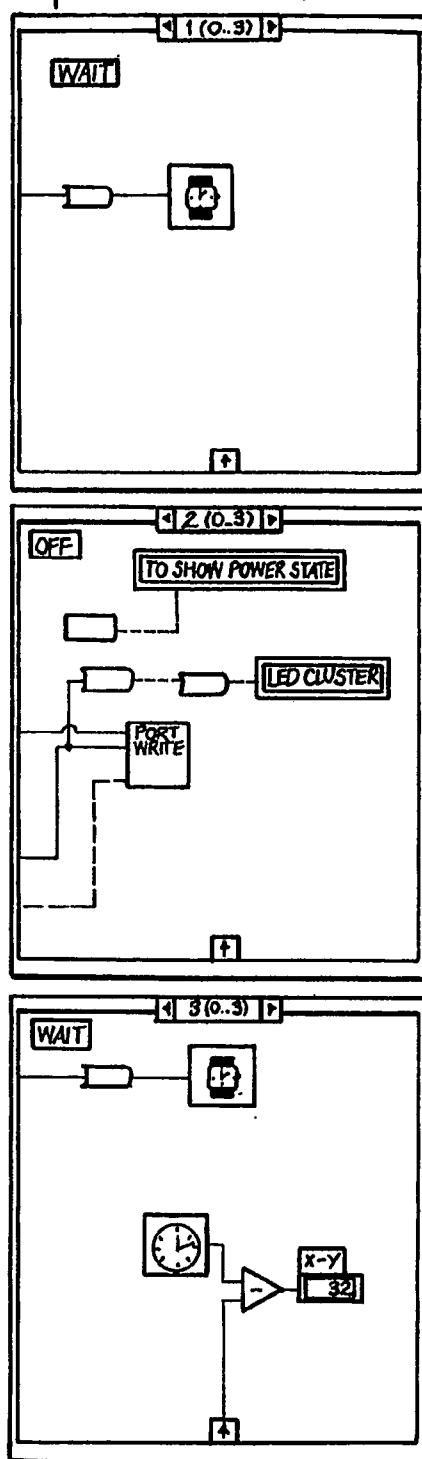 1 (0..3)
WAIT
2 (0..3)
OFF
TO SHOW POWER STATE
LED CLUSTER
PORT
WRITE
3 (0..3)
WAIT
X-Y
32